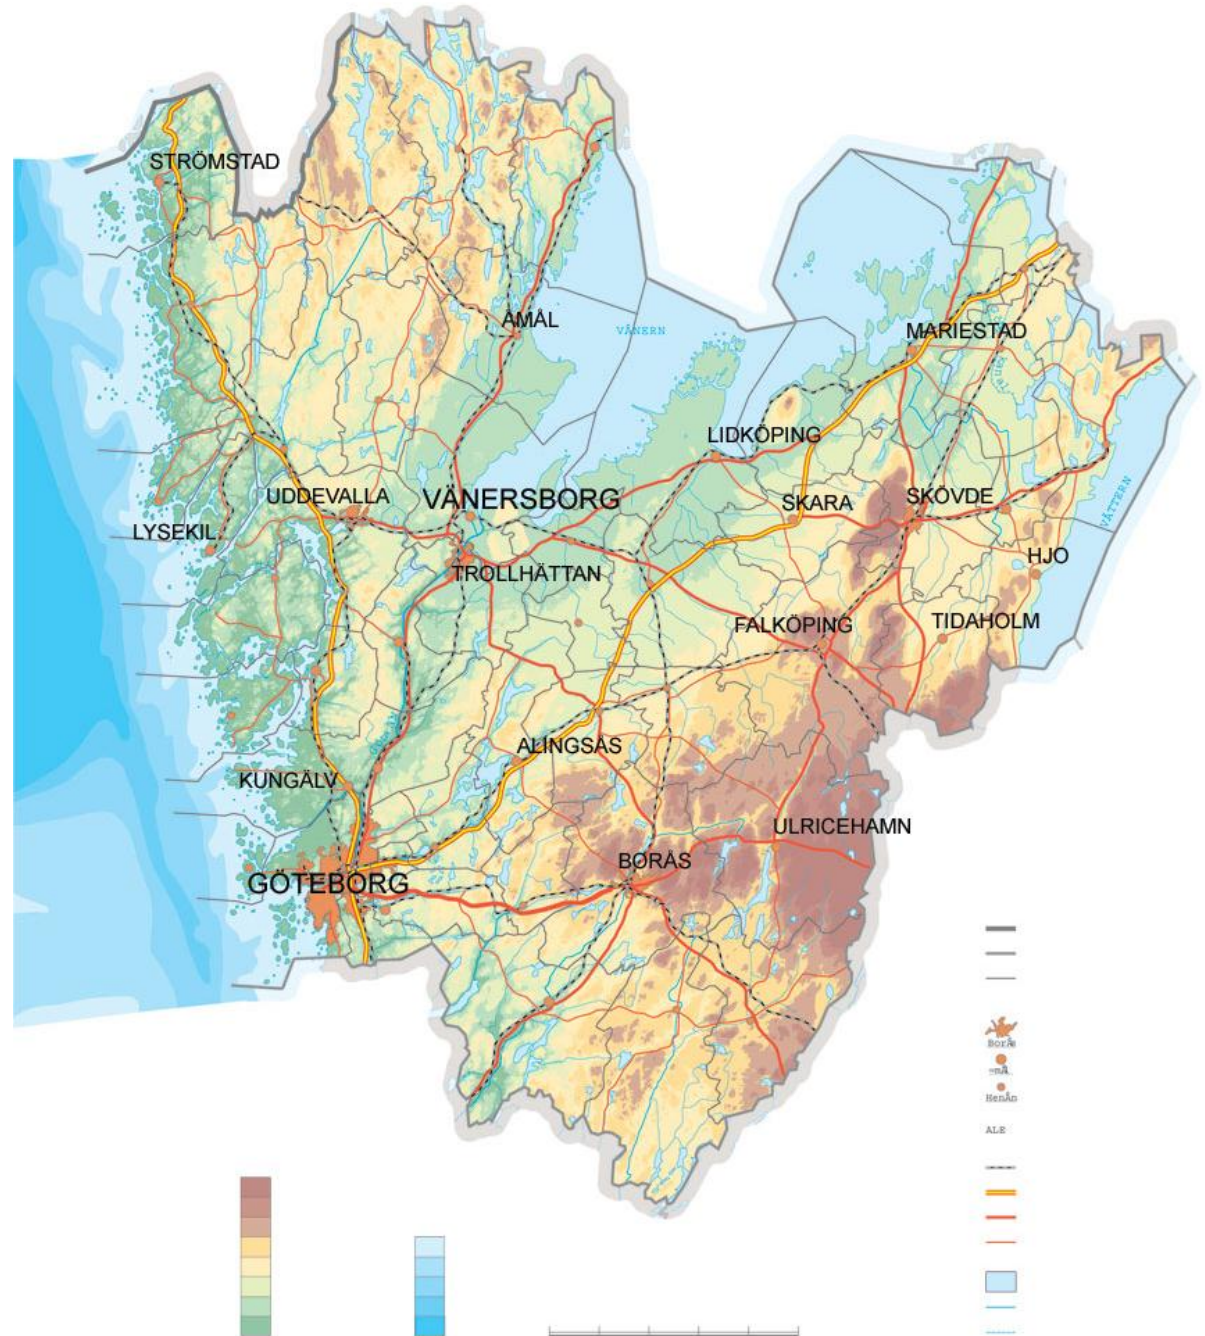 STRÖMSTAD
ÅMÅL
VÄNERN
MARIESTAD
LIDKÖPING
UDDEVALLA
VÄNERSBORG
SKARA
SKÖVDE
VÄTTERN
LYSEKIL
HJO
TROLLHÄTTAN
FALKÖPING
TIDAHOLM
ALINGSÅS
KUNGÄLV
ULRICEHAMN
BORÅS
GÖTEBORG
HenÅn
ALE